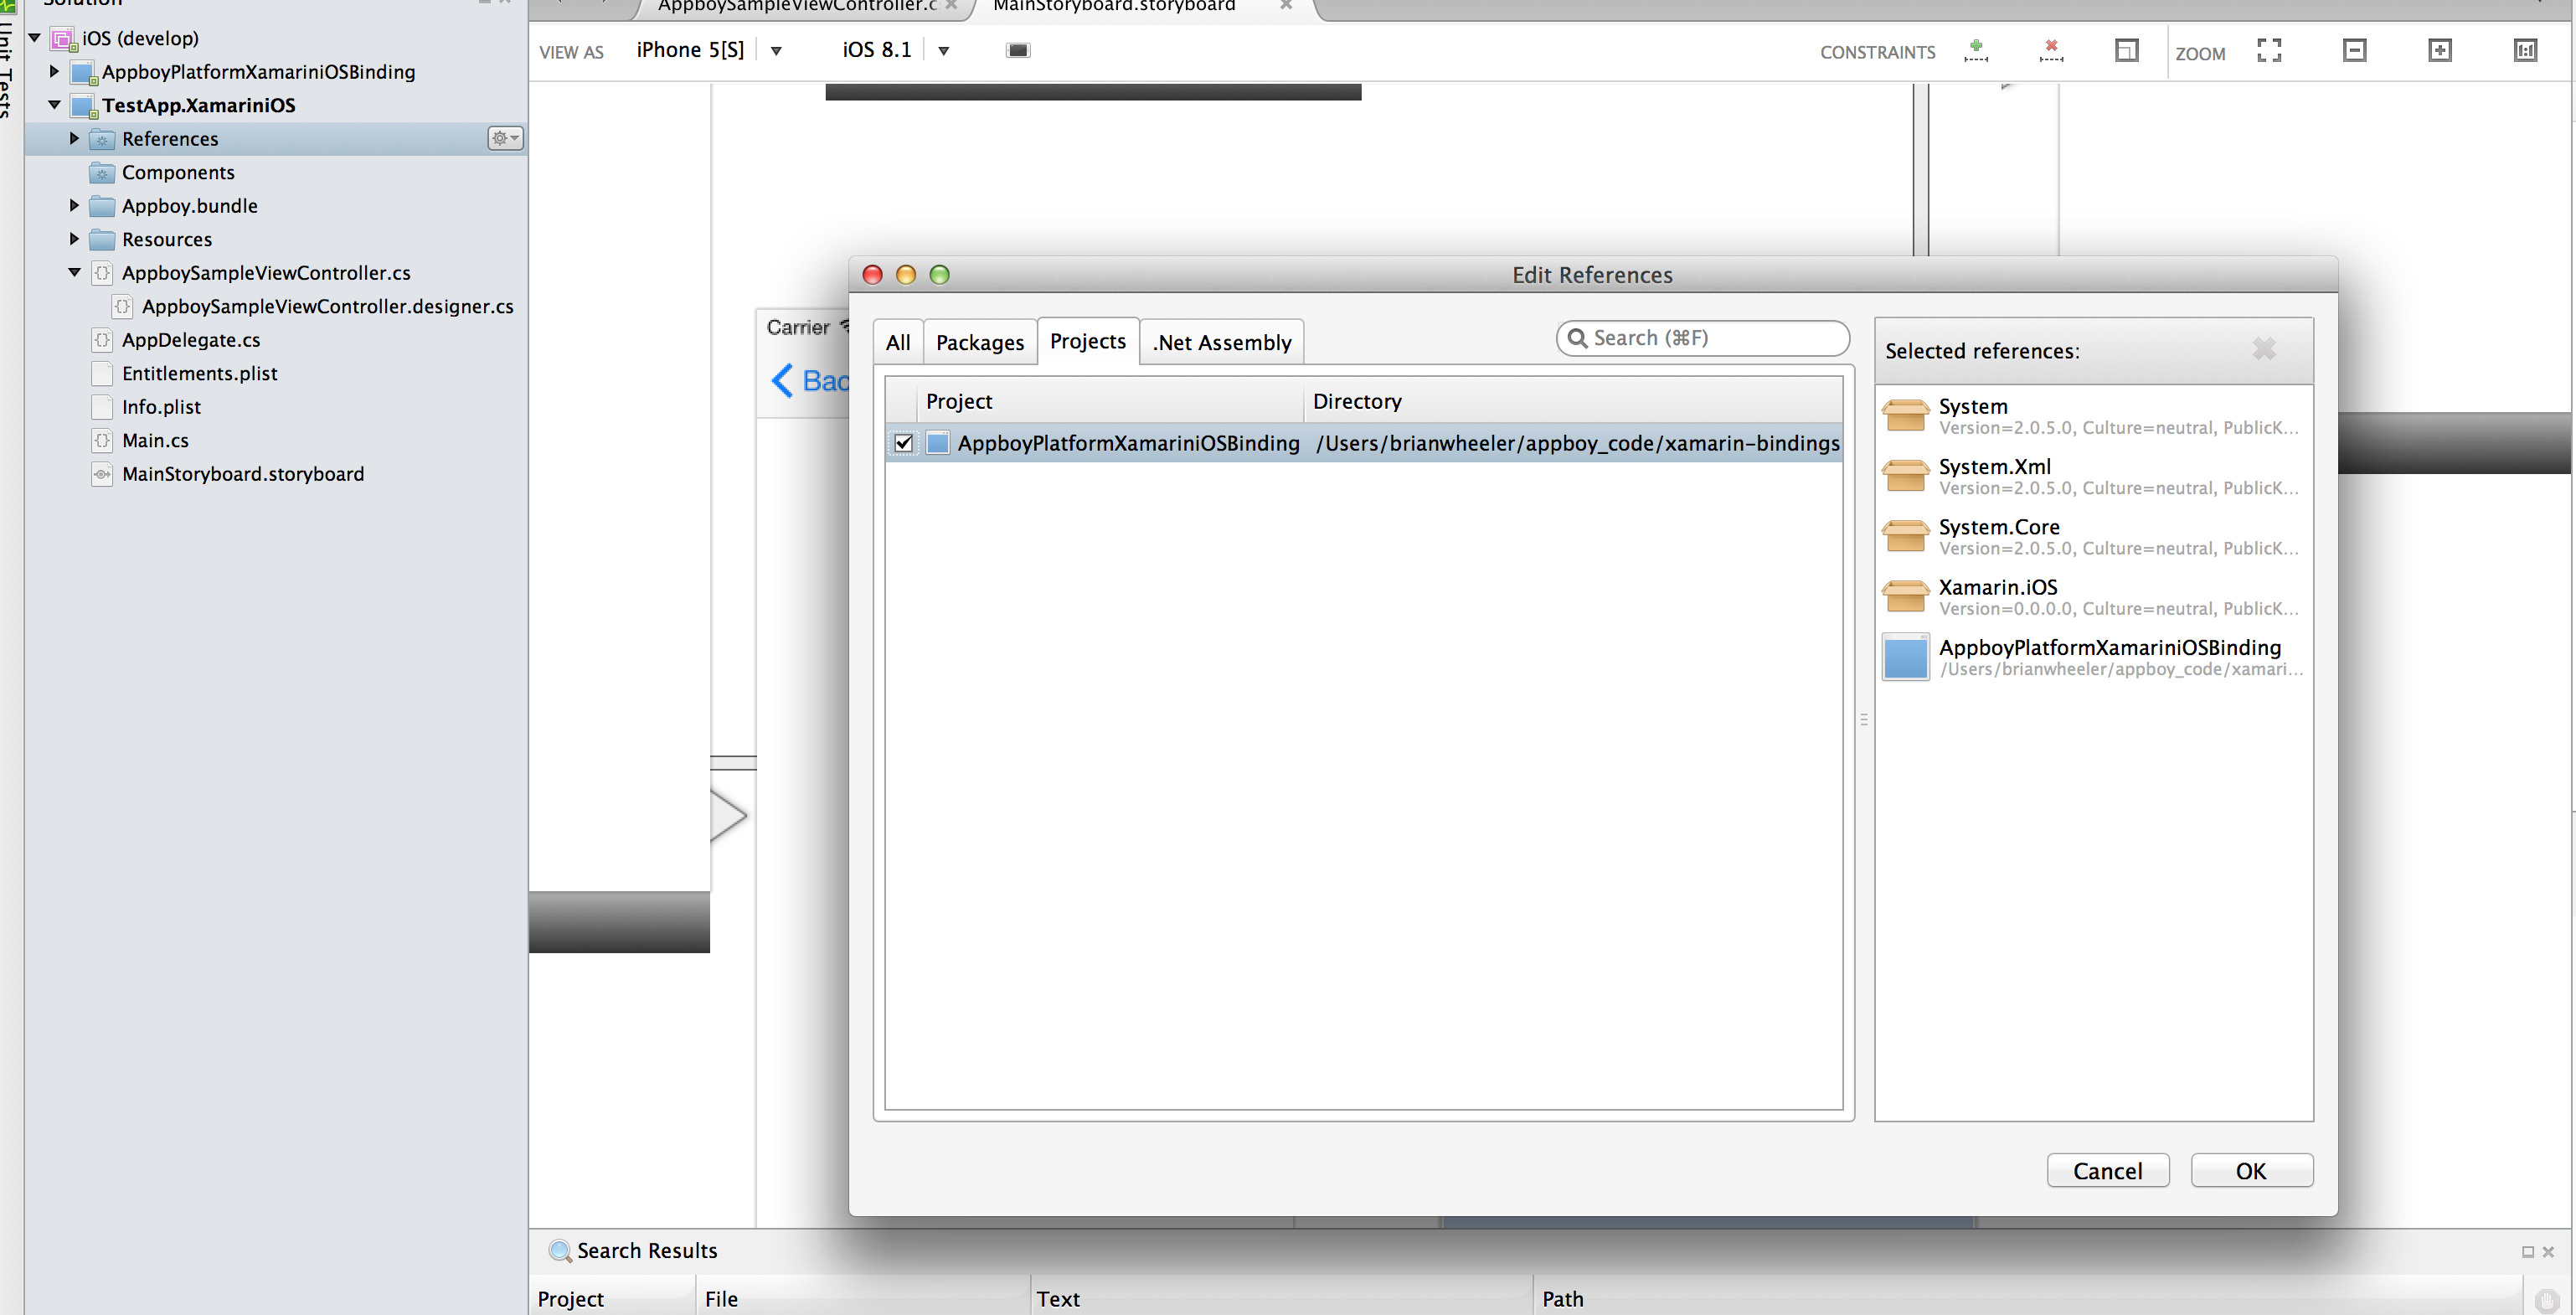 Solution
Unit Tests
iOS (develop)
AppboyPlatformXamariniOSBinding
TestApp.XamariniOS
References
Components
Appboy.bundle
Resources
AppboySampleViewController.cs
AppboySampleViewController.designer.cs
AppDelegate.cs
Entitlements.plist
Info.plist
Main.cs
MainStoryboard.storyboard
AppboySampleViewController.c
MainStoryboard.storyboard
VIEW AS iPhone 5[S] iOS 8.1 CONSTRAINTS ZOOM 1:1
Carrier
Bac
Edit References
All Packages Projects .Net Assembly
Search (⌘F)
Project Directory
AppboyPlatformXamariniOSBinding /Users/brianwheeler/appboy_code/xamarin-bindings
Selected references:
System
Version=2.0.5.0, Culture=neutral, PublicK...
System.Xml
Version=2.0.5.0, Culture=neutral, PublicK...
System.Core
Version=2.0.5.0, Culture=neutral, PublicK...
Xamarin.iOS
Version=0.0.0.0, Culture=neutral, PublicK...
AppboyPlatformXamariniOSBinding
/Users/brianwheeler/appboy_code/xamari...
Cancel OK
Search Results
Project File Text Path